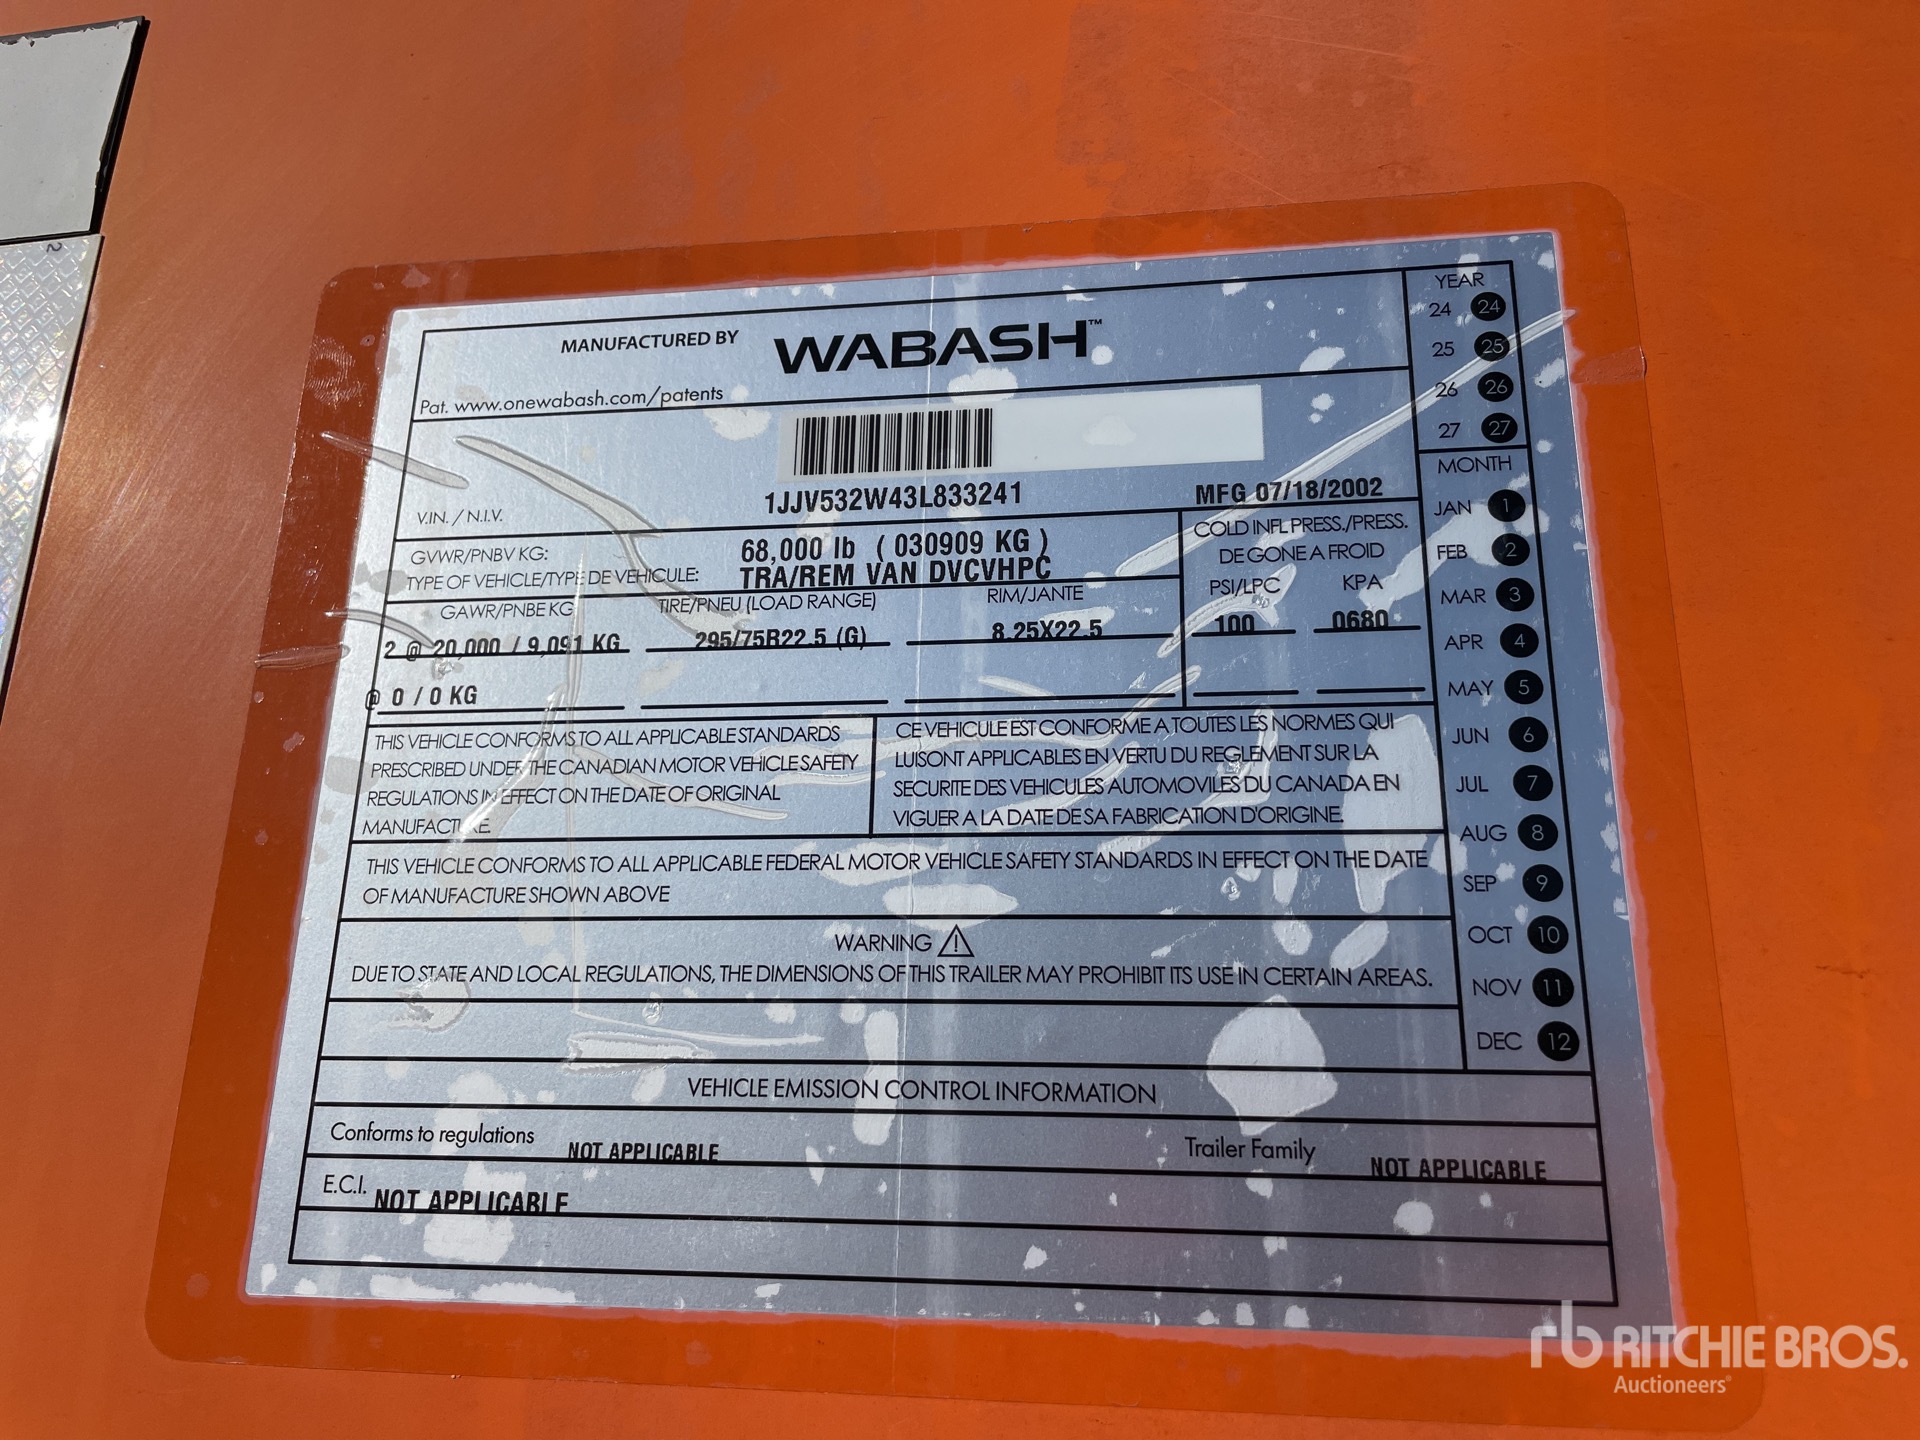 MANUFACTURED BY WABASH™
Pat. www.onewabash.com/patents
V.IN. / N.I.V. 1JJV532W43L833241 MFG 07/18/2002
GVWR/PNBV KG: 68,000 lb ( 030909 KG )
TYPE OF VEHICLE/TYPE DE VEHICULE: TRA/REM VAN DVCVHPC
COLD INFL PRESS./PRESS.
DE GONE A FROID
PSI/LPC KPA
GAWR/PNBE KG TIRE/PNEU (LOAD RANGE) RIM/JANTE
2 @ 20,000 / 9,091 KG 295/75R22.5 (G) 8.25X22.5 100 0680
@ 0 / 0 KG
THIS VEHICLE CONFORMS TO ALL APPLICABLE STANDARDS
PRESCRIBED UNDER THE CANADIAN MOTOR VEHICLE SAFETY
REGULATIONS IN EFFECT ON THE DATE OF ORIGINAL
MANUFACTURE.
CE VEHICULE EST CONFORME A TOUTES LES NORMES QUI
LUISONT APPLICABLES EN VERTU DU REGLEMENT SUR LA
SECURITE DES VEHICULES AUTOMOVILES DU CANADA EN
VIGUER A LA DATE DE SA FABRICATION D'ORIGINE.
THIS VEHICLE CONFORMS TO ALL APPLICABLE FEDERAL MOTOR VEHICLE SAFETY STANDARDS IN EFFECT ON THE DATE
OF MANUFACTURE SHOWN ABOVE
WARNING
DUE TO STATE AND LOCAL REGULATIONS, THE DIMENSIONS OF THIS TRAILER MAY PROHIBIT ITS USE IN CERTAIN AREAS.
VEHICLE EMISSION CONTROL INFORMATION
Conforms to regulations NOT APPLICABLE Trailer Family NOT APPLICABLE
E.C.I. NOT APPLICABLE
YEAR
24 24
25 25
26 26
27 27
MONTH
JAN 1
FEB 2
MAR 3
APR 4
MAY 5
JUN 6
JUL 7
AUG 8
SEP 9
OCT 10
NOV 11
DEC 12
2
rb RITCHIE BROS.
Auctioneers®